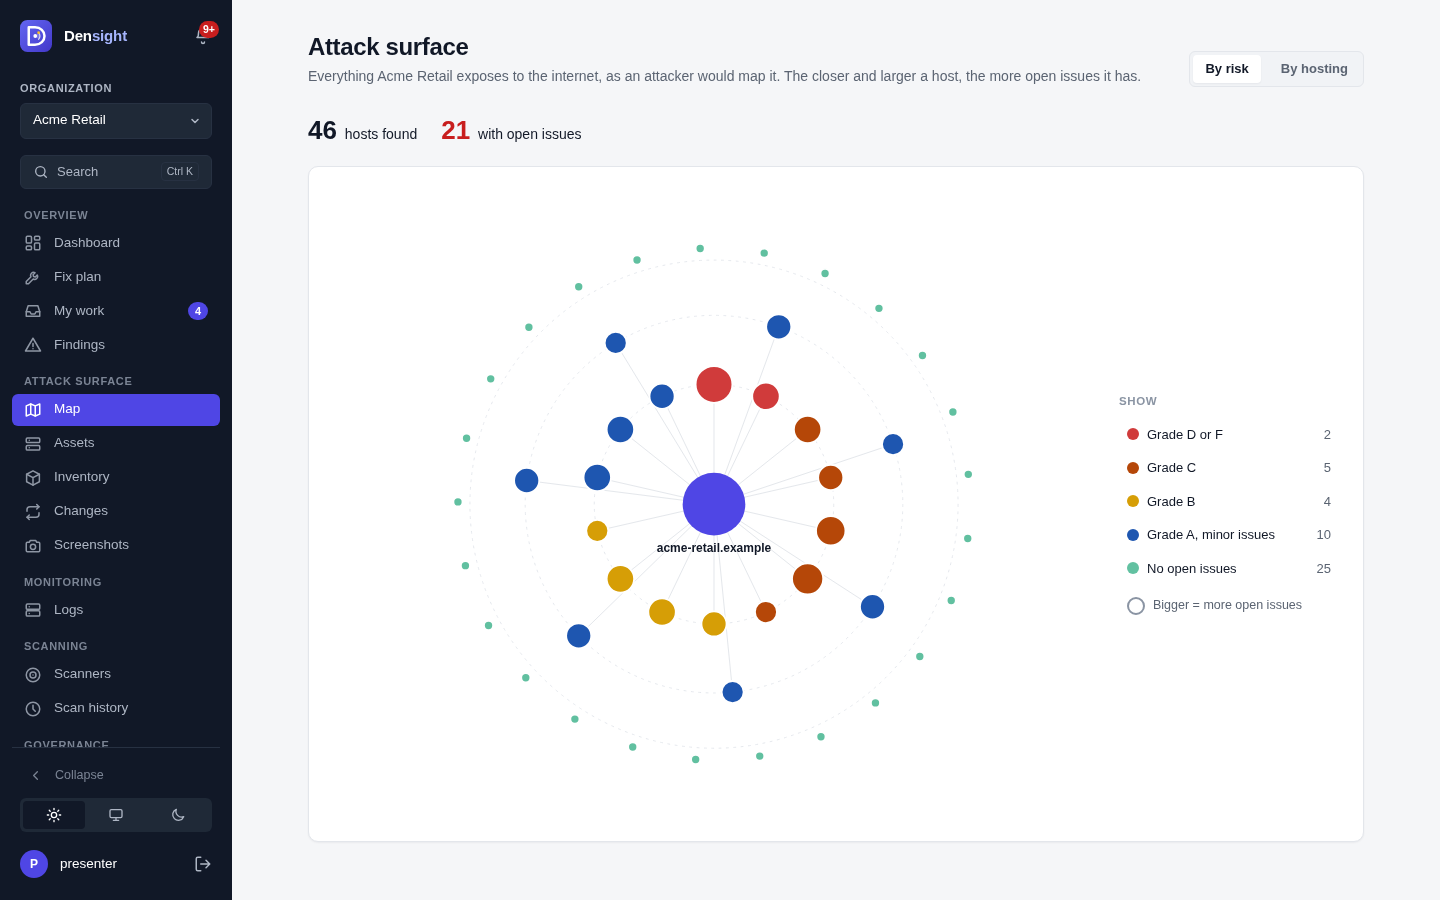 Densight
9+
ORGANIZATION
Acme Retail
Search
Ctrl K
OVERVIEW
Dashboard
Fix plan
My work
4
Findings
ATTACK SURFACE
Map
Assets
Inventory
Changes
Screenshots
MONITORING
Logs
SCANNING
Scanners
Scan history
GOVERNANCE
Collapse
P
presenter
Attack surface
Everything Acme Retail exposes to the internet, as an attacker would map it. The closer and larger a host, the more open issues it has.
By risk
By hosting
46 hosts found
21 with open issues
acme-retail.example
SHOW
Grade D or F 2
Grade C 5
Grade B 4
Grade A, minor issues 10
No open issues 25
Bigger = more open issues